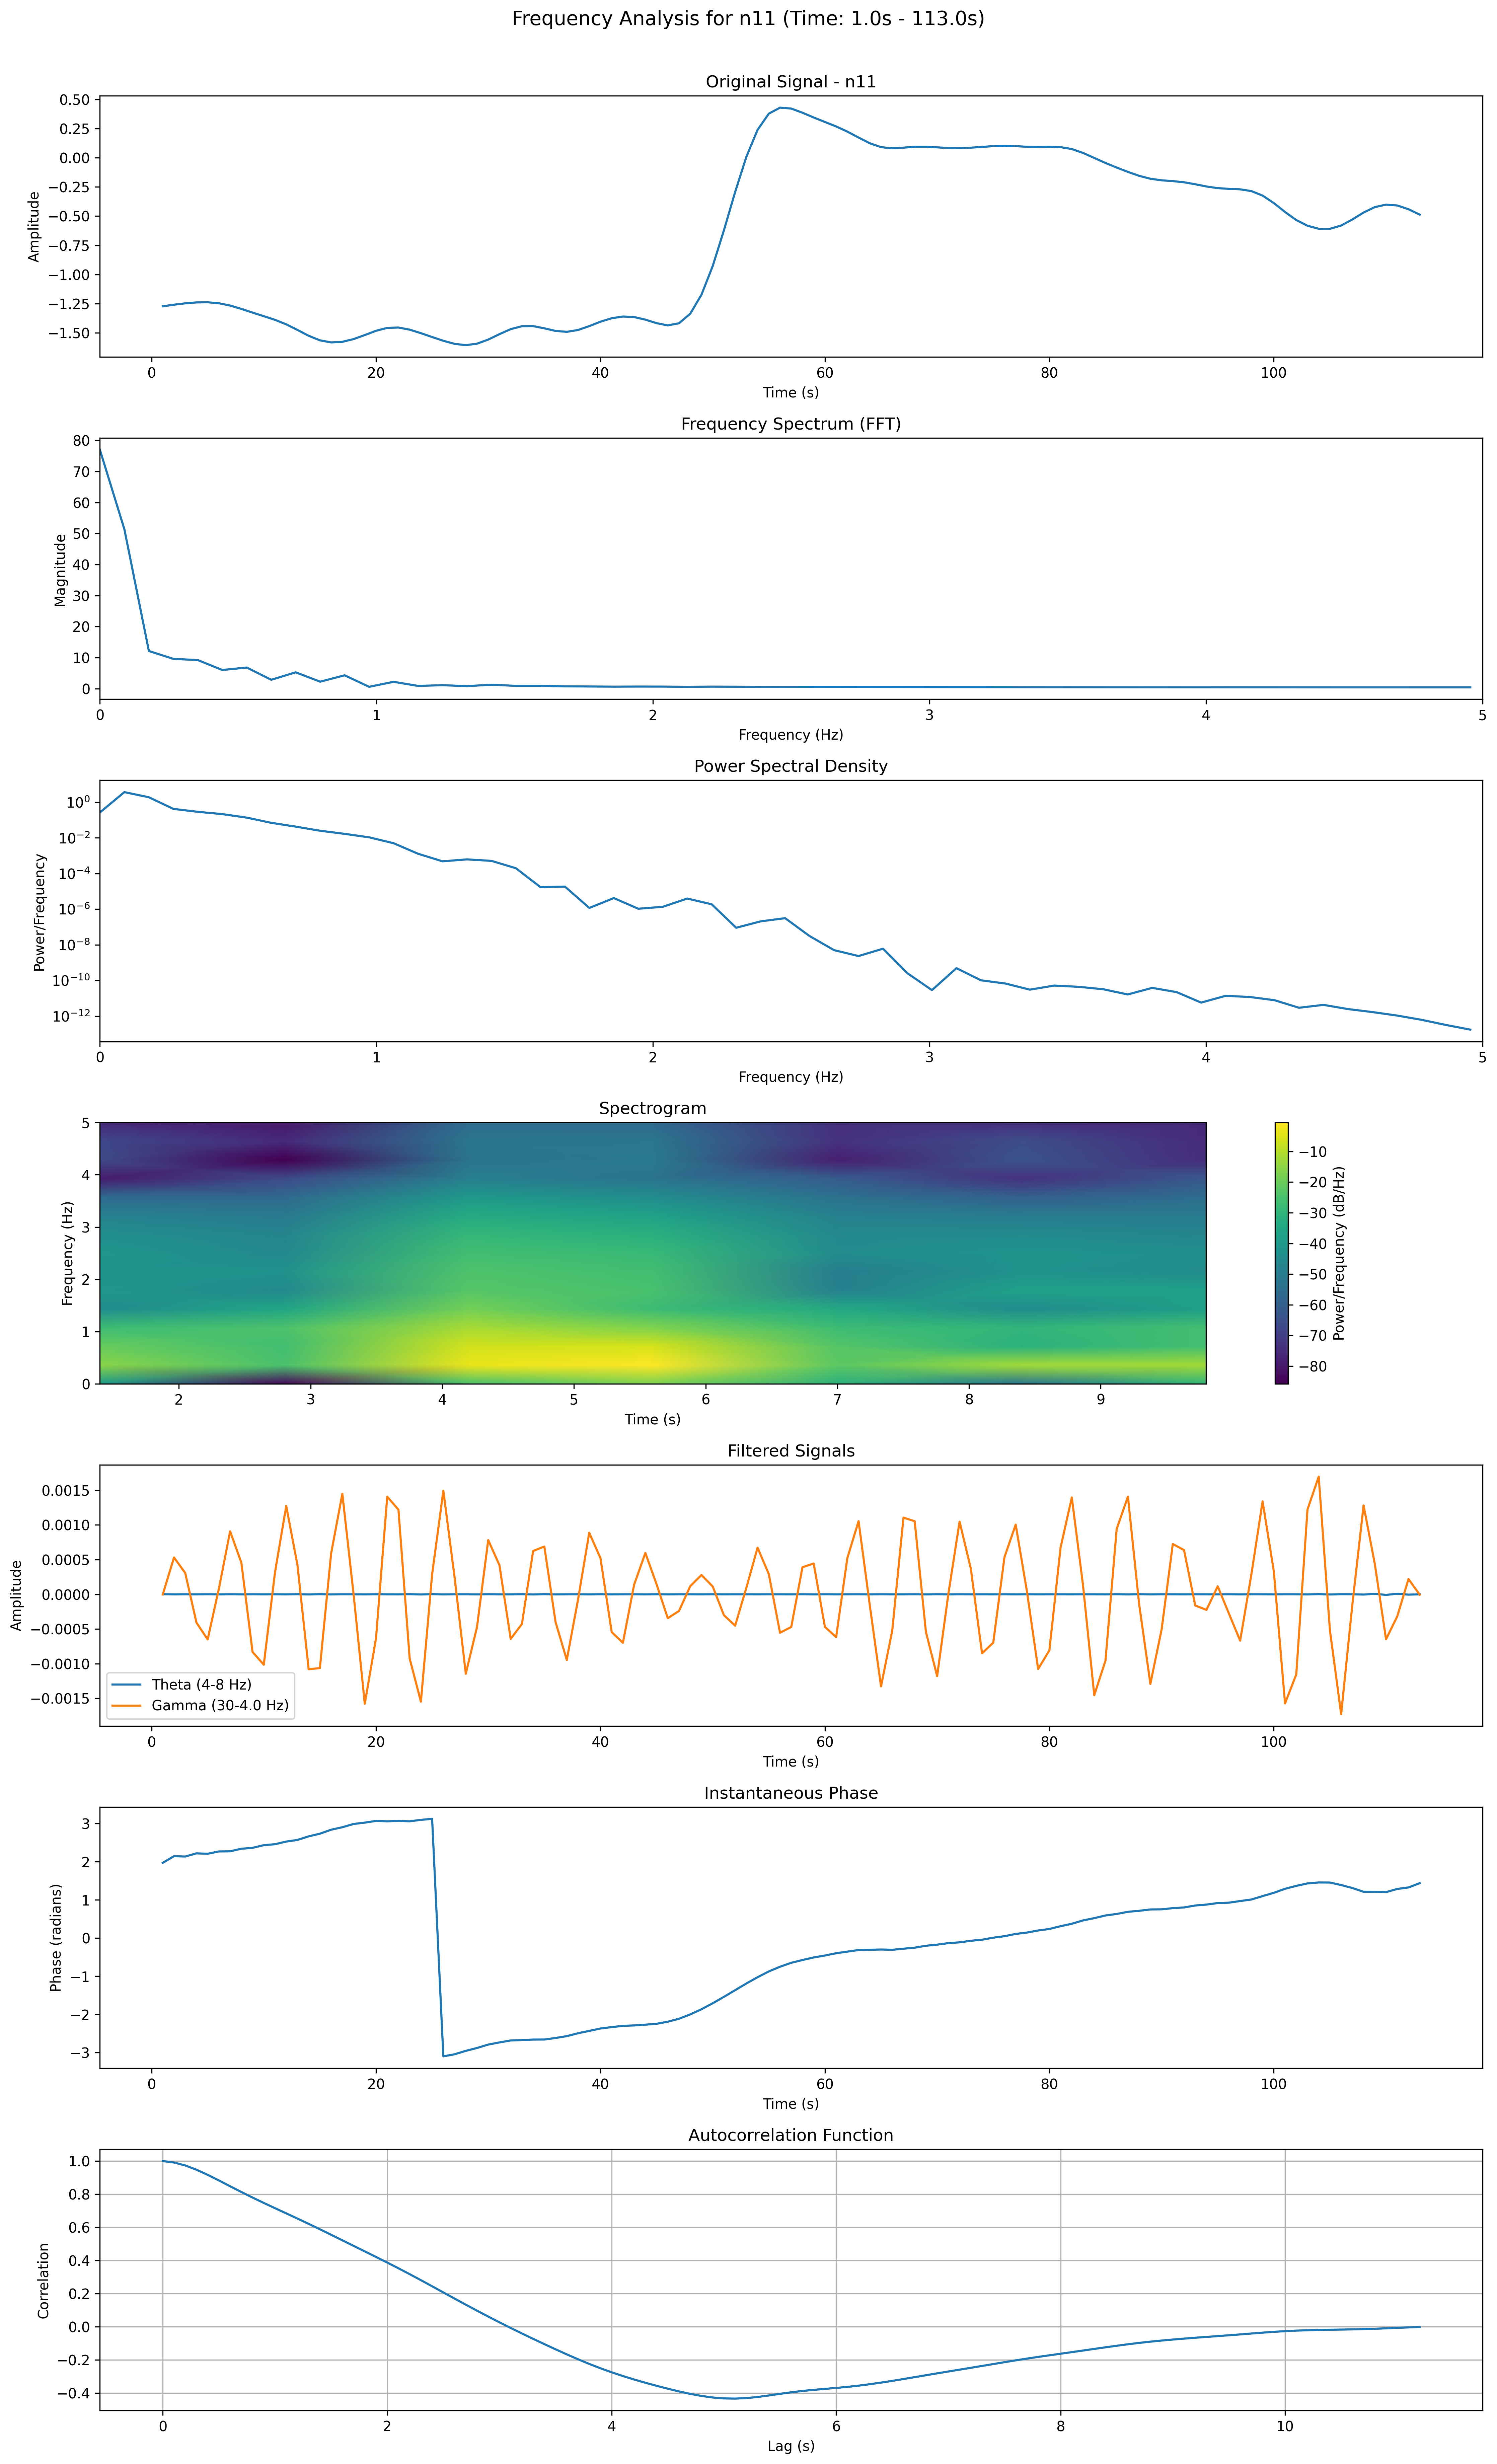 Frequency Analysis for n11 (Time: 1.0s - 113.0s)
Original Signal - n11
Amplitude
0.50
0.25
0.00
−0.25
−0.50
−0.75
−1.00
−1.25
−1.50
0 20 40 60 80 100
Time (s)
Frequency Spectrum (FFT)
Magnitude
80
70
60
50
40
30
20
10
0
0 1 2 3 4 5
Frequency (Hz)
Power Spectral Density
Power/Frequency
10⁰
10⁻²
10⁻⁴
10⁻⁶
10⁻⁸
10⁻¹⁰
10⁻¹²
0 1 2 3 4 5
Frequency (Hz)
Spectrogram
Frequency (Hz)
5
4
3
2
1
0
2 3 4 5 6 7 8 9
Time (s)
−10
−20
−30
−40
−50
−60
−70
−80
Power/Frequency (dB/Hz)
Filtered Signals
Amplitude
0.0015
0.0010
0.0005
0.0000
−0.0005
−0.0010
−0.0015
Theta (4-8 Hz)
Gamma (30-4.0 Hz)
0 20 40 60 80 100
Time (s)
Instantaneous Phase
Phase (radians)
3
2
1
0
−1
−2
−3
0 20 40 60 80 100
Time (s)
Autocorrelation Function
Correlation
1.0
0.8
0.6
0.4
0.2
0.0
−0.2
−0.4
0 2 4 6 8 10
Lag (s)